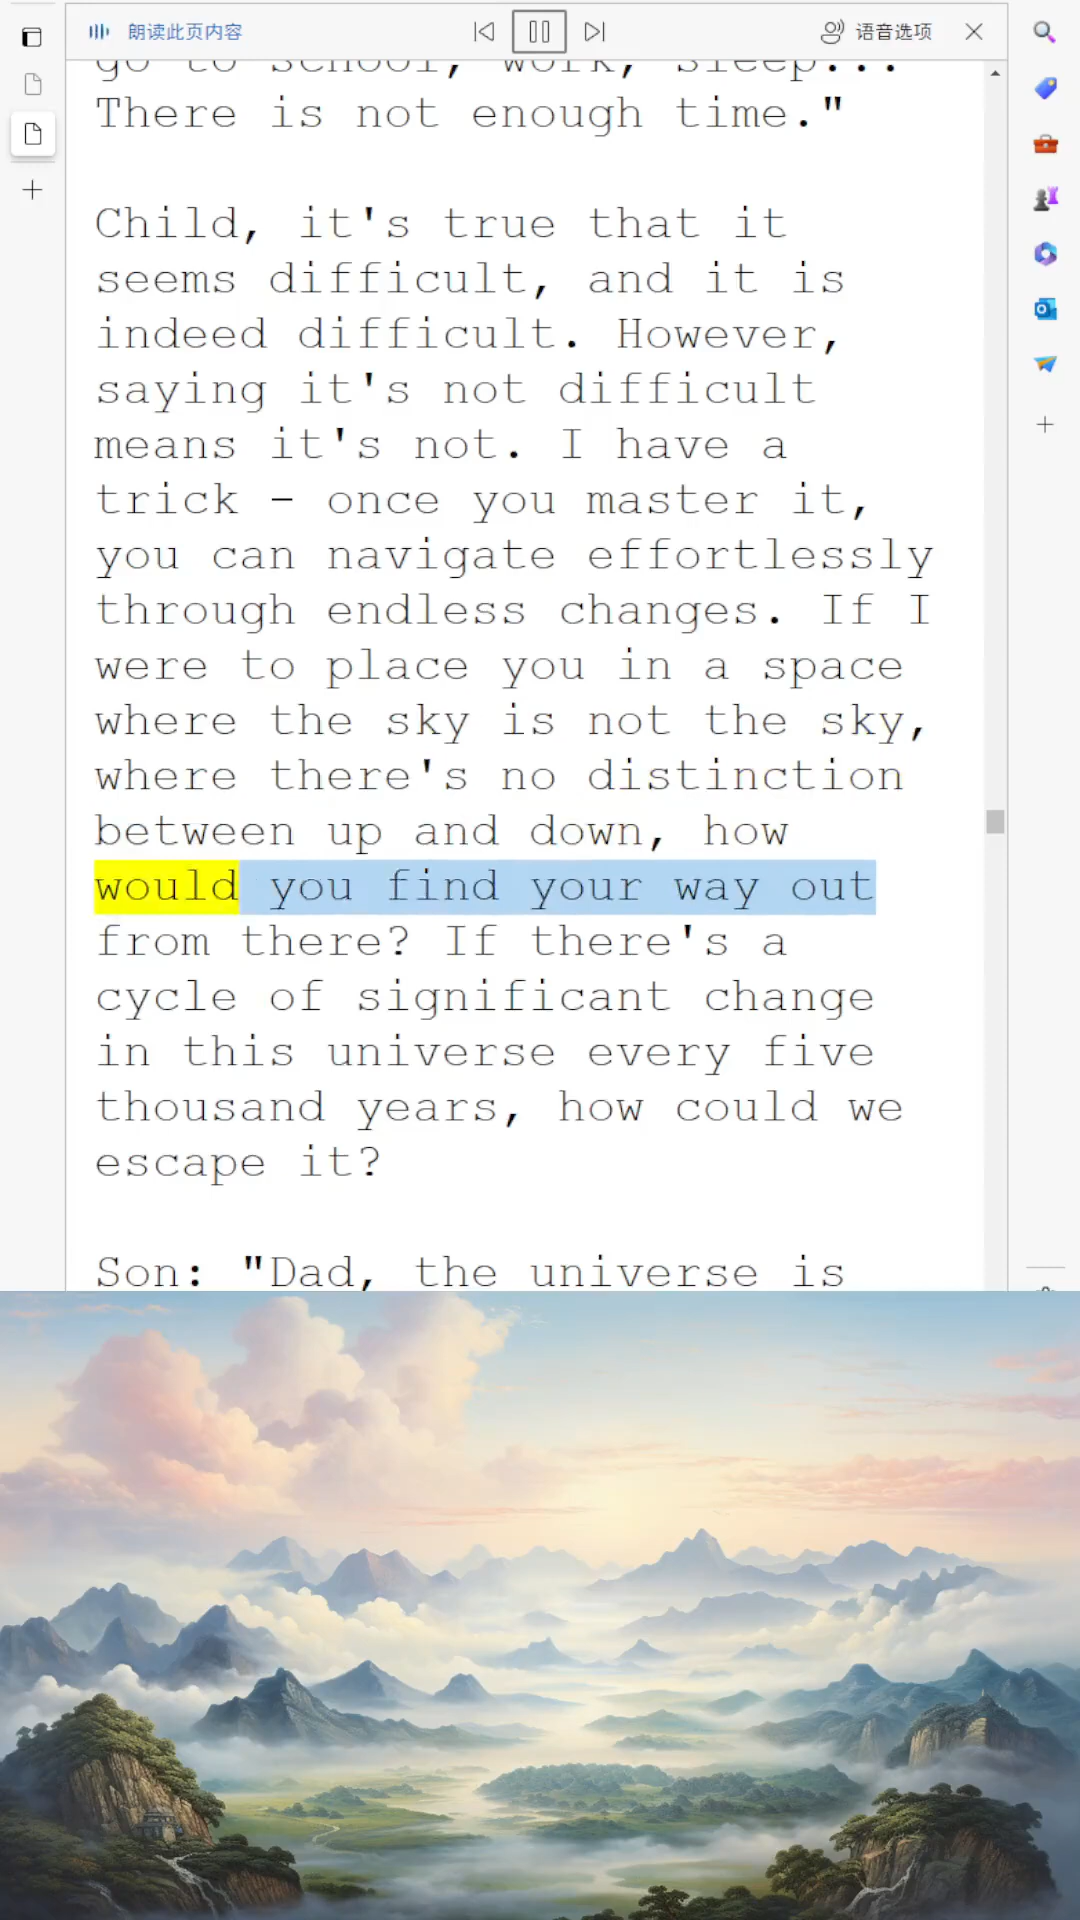 朗读此页内容
语音选项
go to school, work, sleep...
There is not enough time."
Child, it's true that it
seems difficult, and it is
indeed difficult. However,
saying it's not difficult
means it's not. I have a
trick - once you master it,
you can navigate effortlessly
through endless changes. If I
were to place you in a space
where the sky is not the sky,
where there's no distinction
between up and down, how
would you find your way out
from there? If there's a
cycle of significant change
in this universe every five
thousand years, how could we
escape it?
Son: "Dad, the universe is